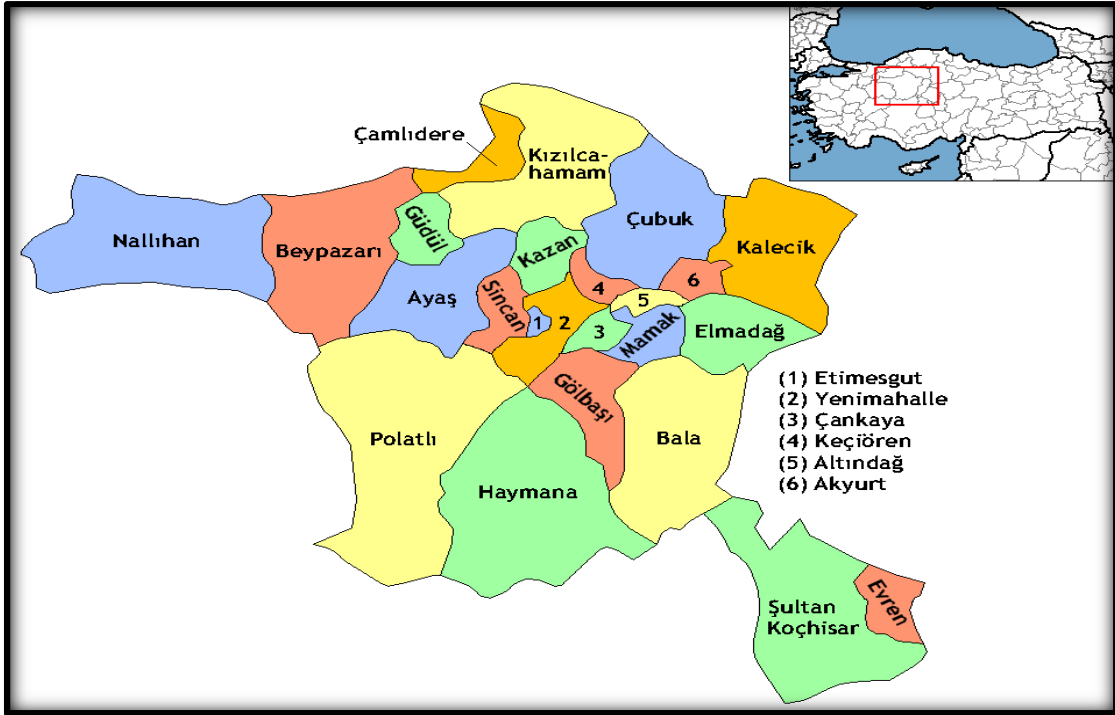 Çamlıdere
Kızılca-
hamam
Nallıhan
Beypazarı
Güdül
Çubuk
Kalecik
Kazan
Ayaş
Sincan
4
6
5
1
2
3
Mamak
Elmadağ
Gölbaşı
Polatlı
Bala
Haymana
(1) Etimesgut
(2) Yenimahalle
(3) Çankaya
(4) Keçiören
(5) Altındağ
(6) Akyurt
Şultan
Koçhisar
Evren